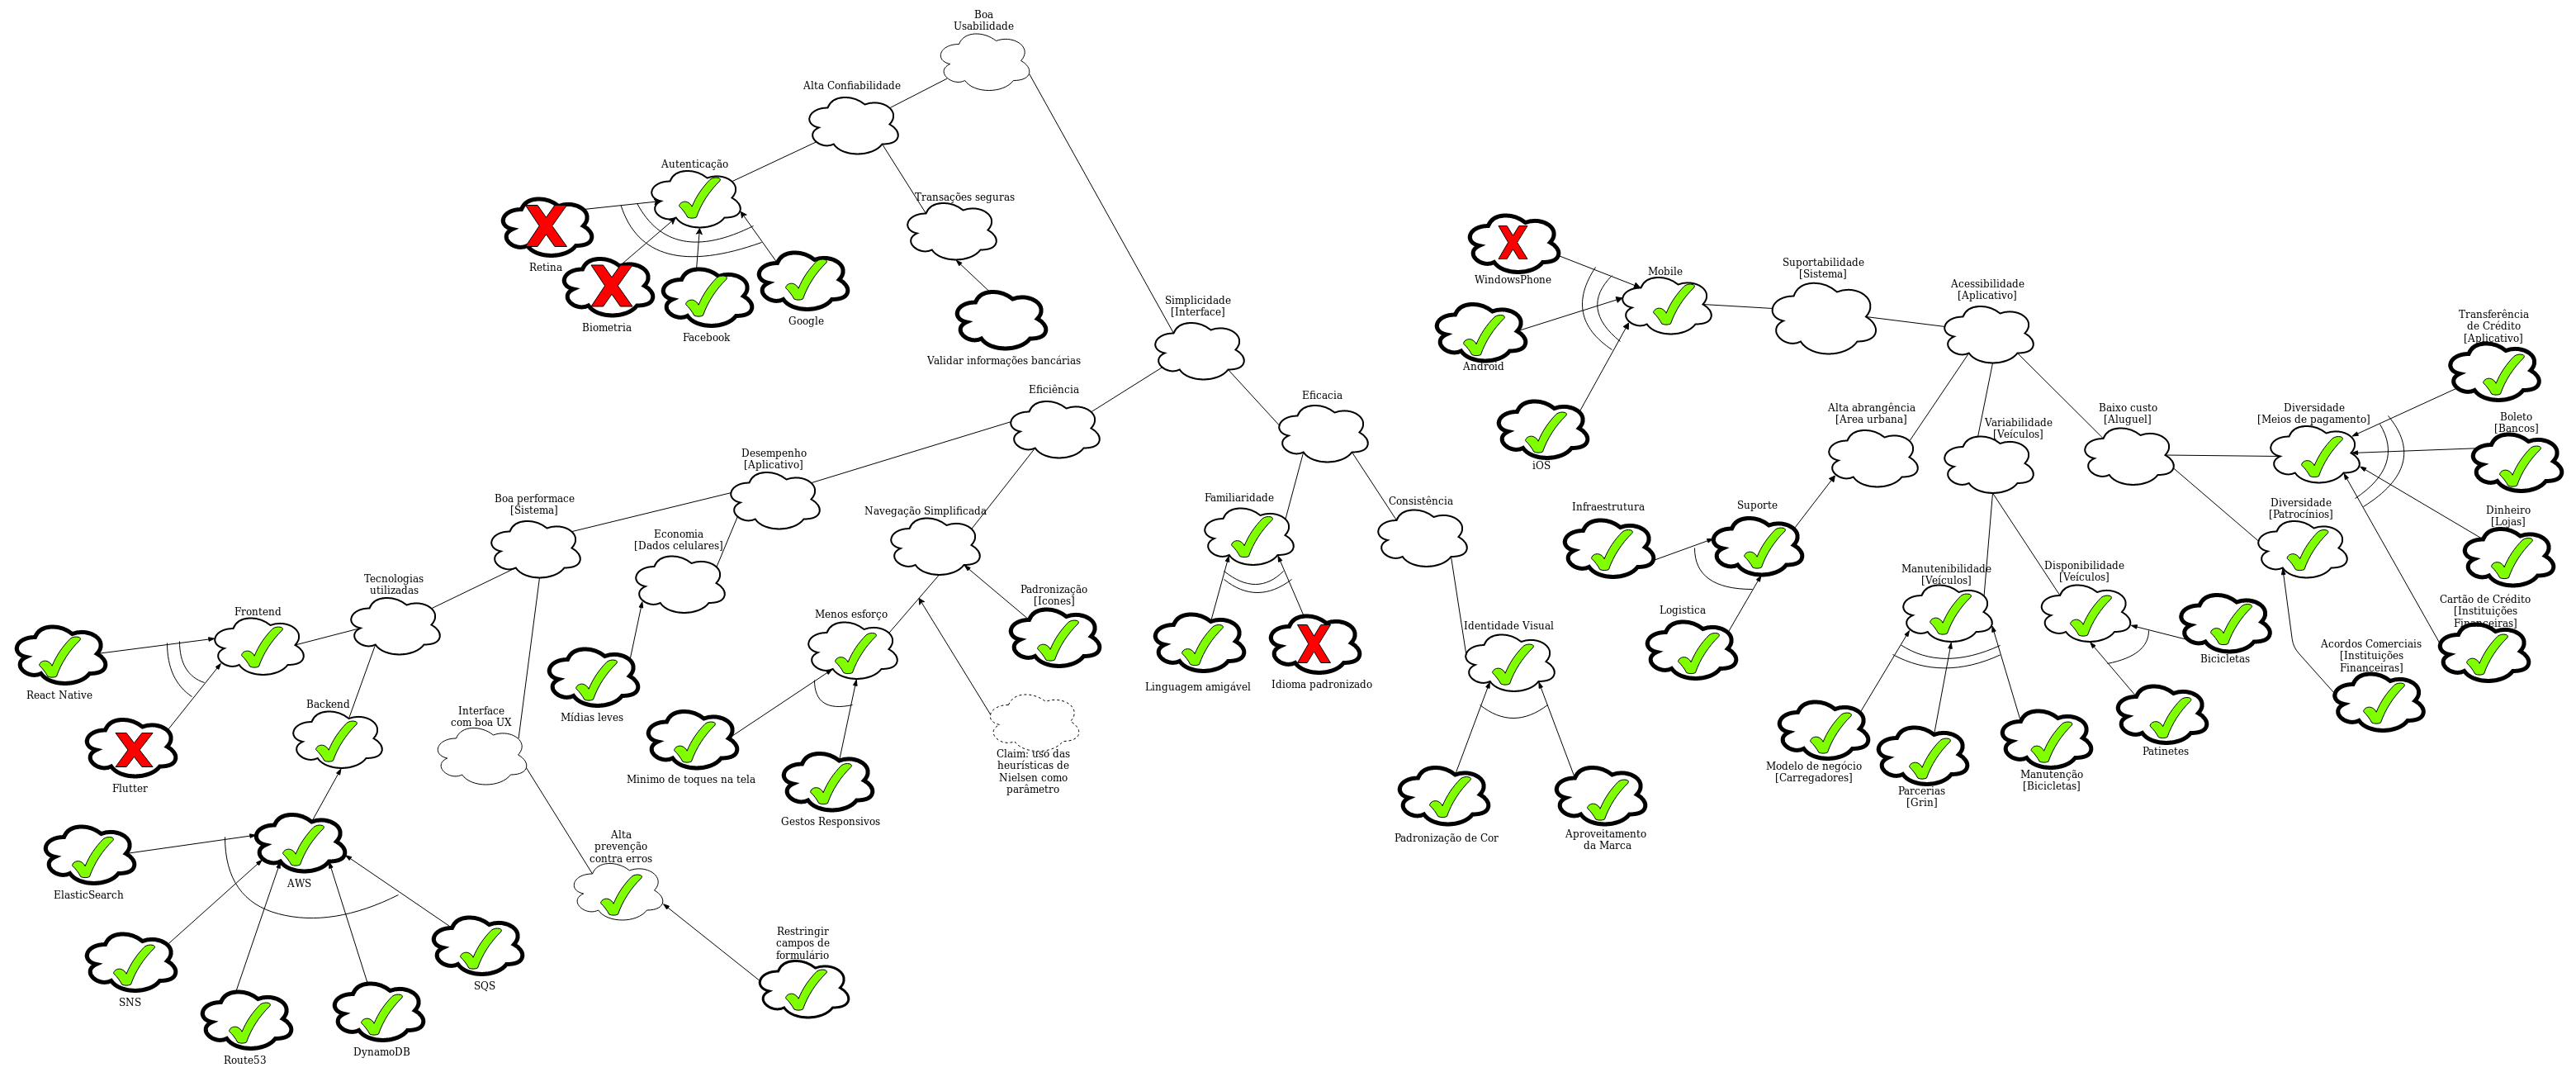 Boa
Usabilidade
Alta Confiabilidade
Autenticação
Retina
Biometria
Facebook
Google
Transações seguras
Validar informações bancárias
Simplicidade
[Interface]
Eficiência
Eficacia
Desempenho
[Aplicativo]
Boa performace
[Sistema]
Economia
[Dados celulares]
Navegação Simplificada
Familiaridade
Consistência
Tecnologias
utilizadas
Frontend
React Native
Flutter
Backend
Interface
com boa UX
Mídias leves
Menos esforço
Padronização
[Icones]
Minimo de toques na tela
Gestos Responsivos
Claim: uso das
heurísticas de
Nielsen como
parâmetro
Linguagem amigável
Idioma padronizado
Identidade Visual
Padronização de Cor
Aproveitamento
da Marca
Alta
prevenção
contra erros
Restringir
campos de
formulário
AWS
ElasticSearch
SNS
Route53
DynamoDB
SQS
WindowsPhone
Mobile
Android
iOS
Suportabilidade
[Sistema]
Acessibilidade
[Aplicativo]
Alta abrangência
[Area urbana]
Variabilidade
[Veículos]
Baixo custo
[Aluguel]
Diversidade
[Meios de pagamento]
Transferência
de Crédito
[Aplicativo]
Boleto
[Bancos]
Dinheiro
[Lojas]
Cartão de Crédito
[Instituições
Financeiras]
Diversidade
[Patrocínios]
Acordos Comerciais
[Instituições
Financeiras]
Infraestrutura
Suporte
Logistica
Manutenibilidade
[Veículos]
Disponibilidade
[Veículos]
Bicicletas
Patinetes
Modelo de negócio
[Carregadores]
Parcerias
[Grin]
Manutenção
[Bicicletas]